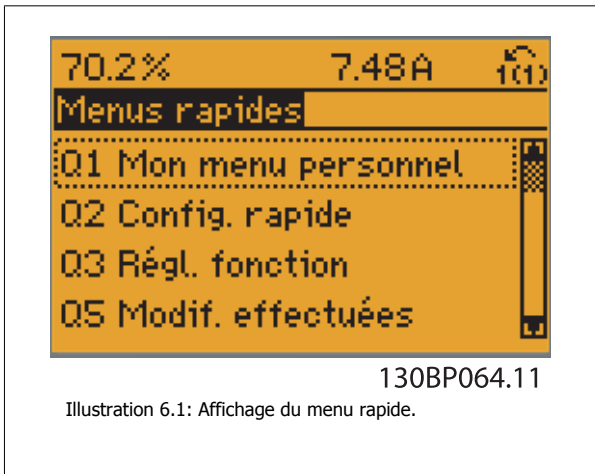 70.2% 7.48A 1(1)
Menus rapides
Q1 Mon menu personnel
Q2 Config. rapide
Q3 Régl. fonction
Q5 Modif. effectuées
130BP064.11
Illustration 6.1: Affichage du menu rapide.